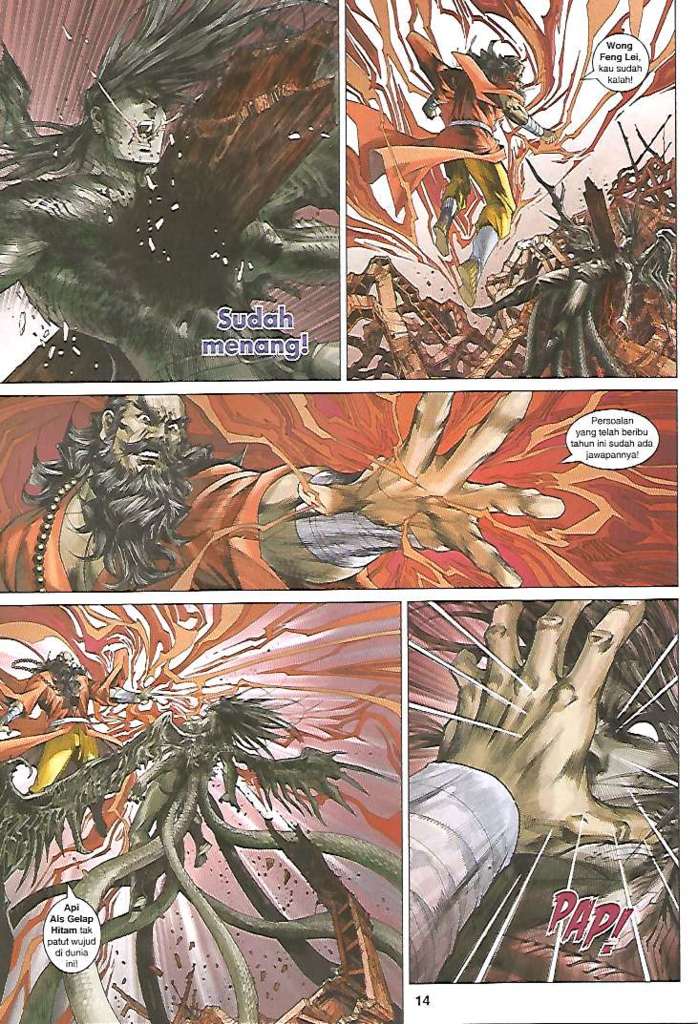 Sudah
menang!
Wong
Feng Lei,
kau sudah
kalah!
Persoalan
yang telah beribu
tahun ini sudah ada
jawapannya!
Api
Als Gelap
Hitam tak
patut wujud
di dunia
ini!
PAP!
14